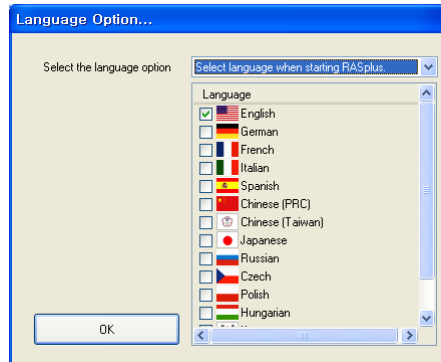 Language Option...
Select the language option
Select language when starting RASplus.
Language
English
German
French
Italian
Spanish
Chinese (PRC)
Chinese (Taiwan)
Japanese
Russian
Czech
Polish
Hungarian
OK